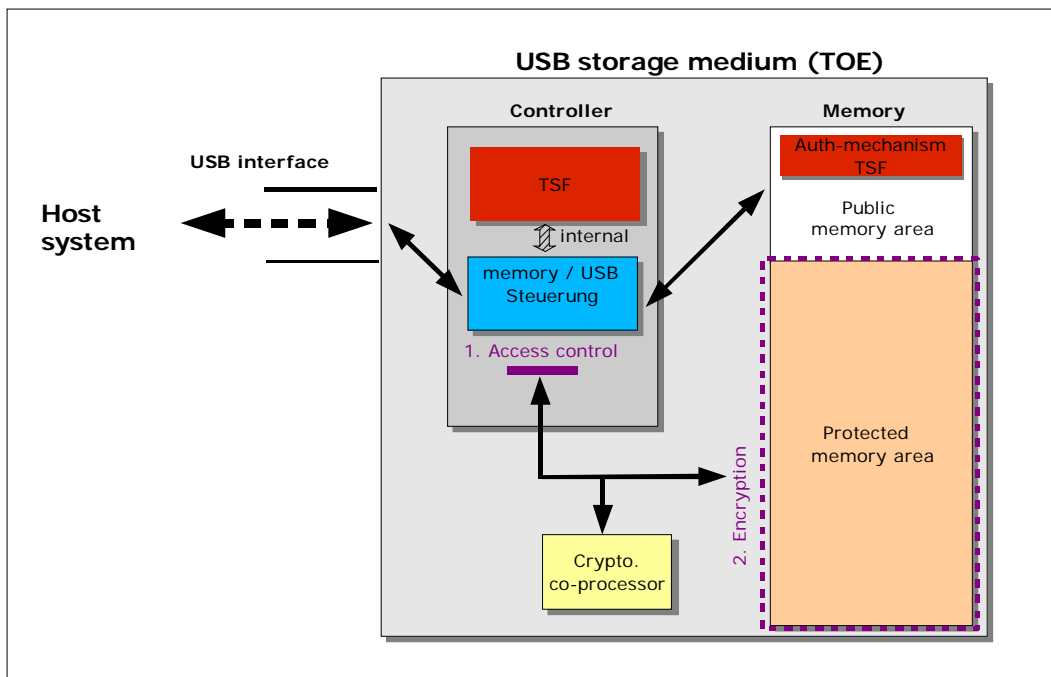 USB storage medium (TOE)
Controller
Memory
USB interface
Host
system
TSF
internal
memory / USB
Steuerung
1. Access control
Auth-mechanism
TSF
Public
memory area
Protected
memory area
2. Encryption
Crypto.
co-processor